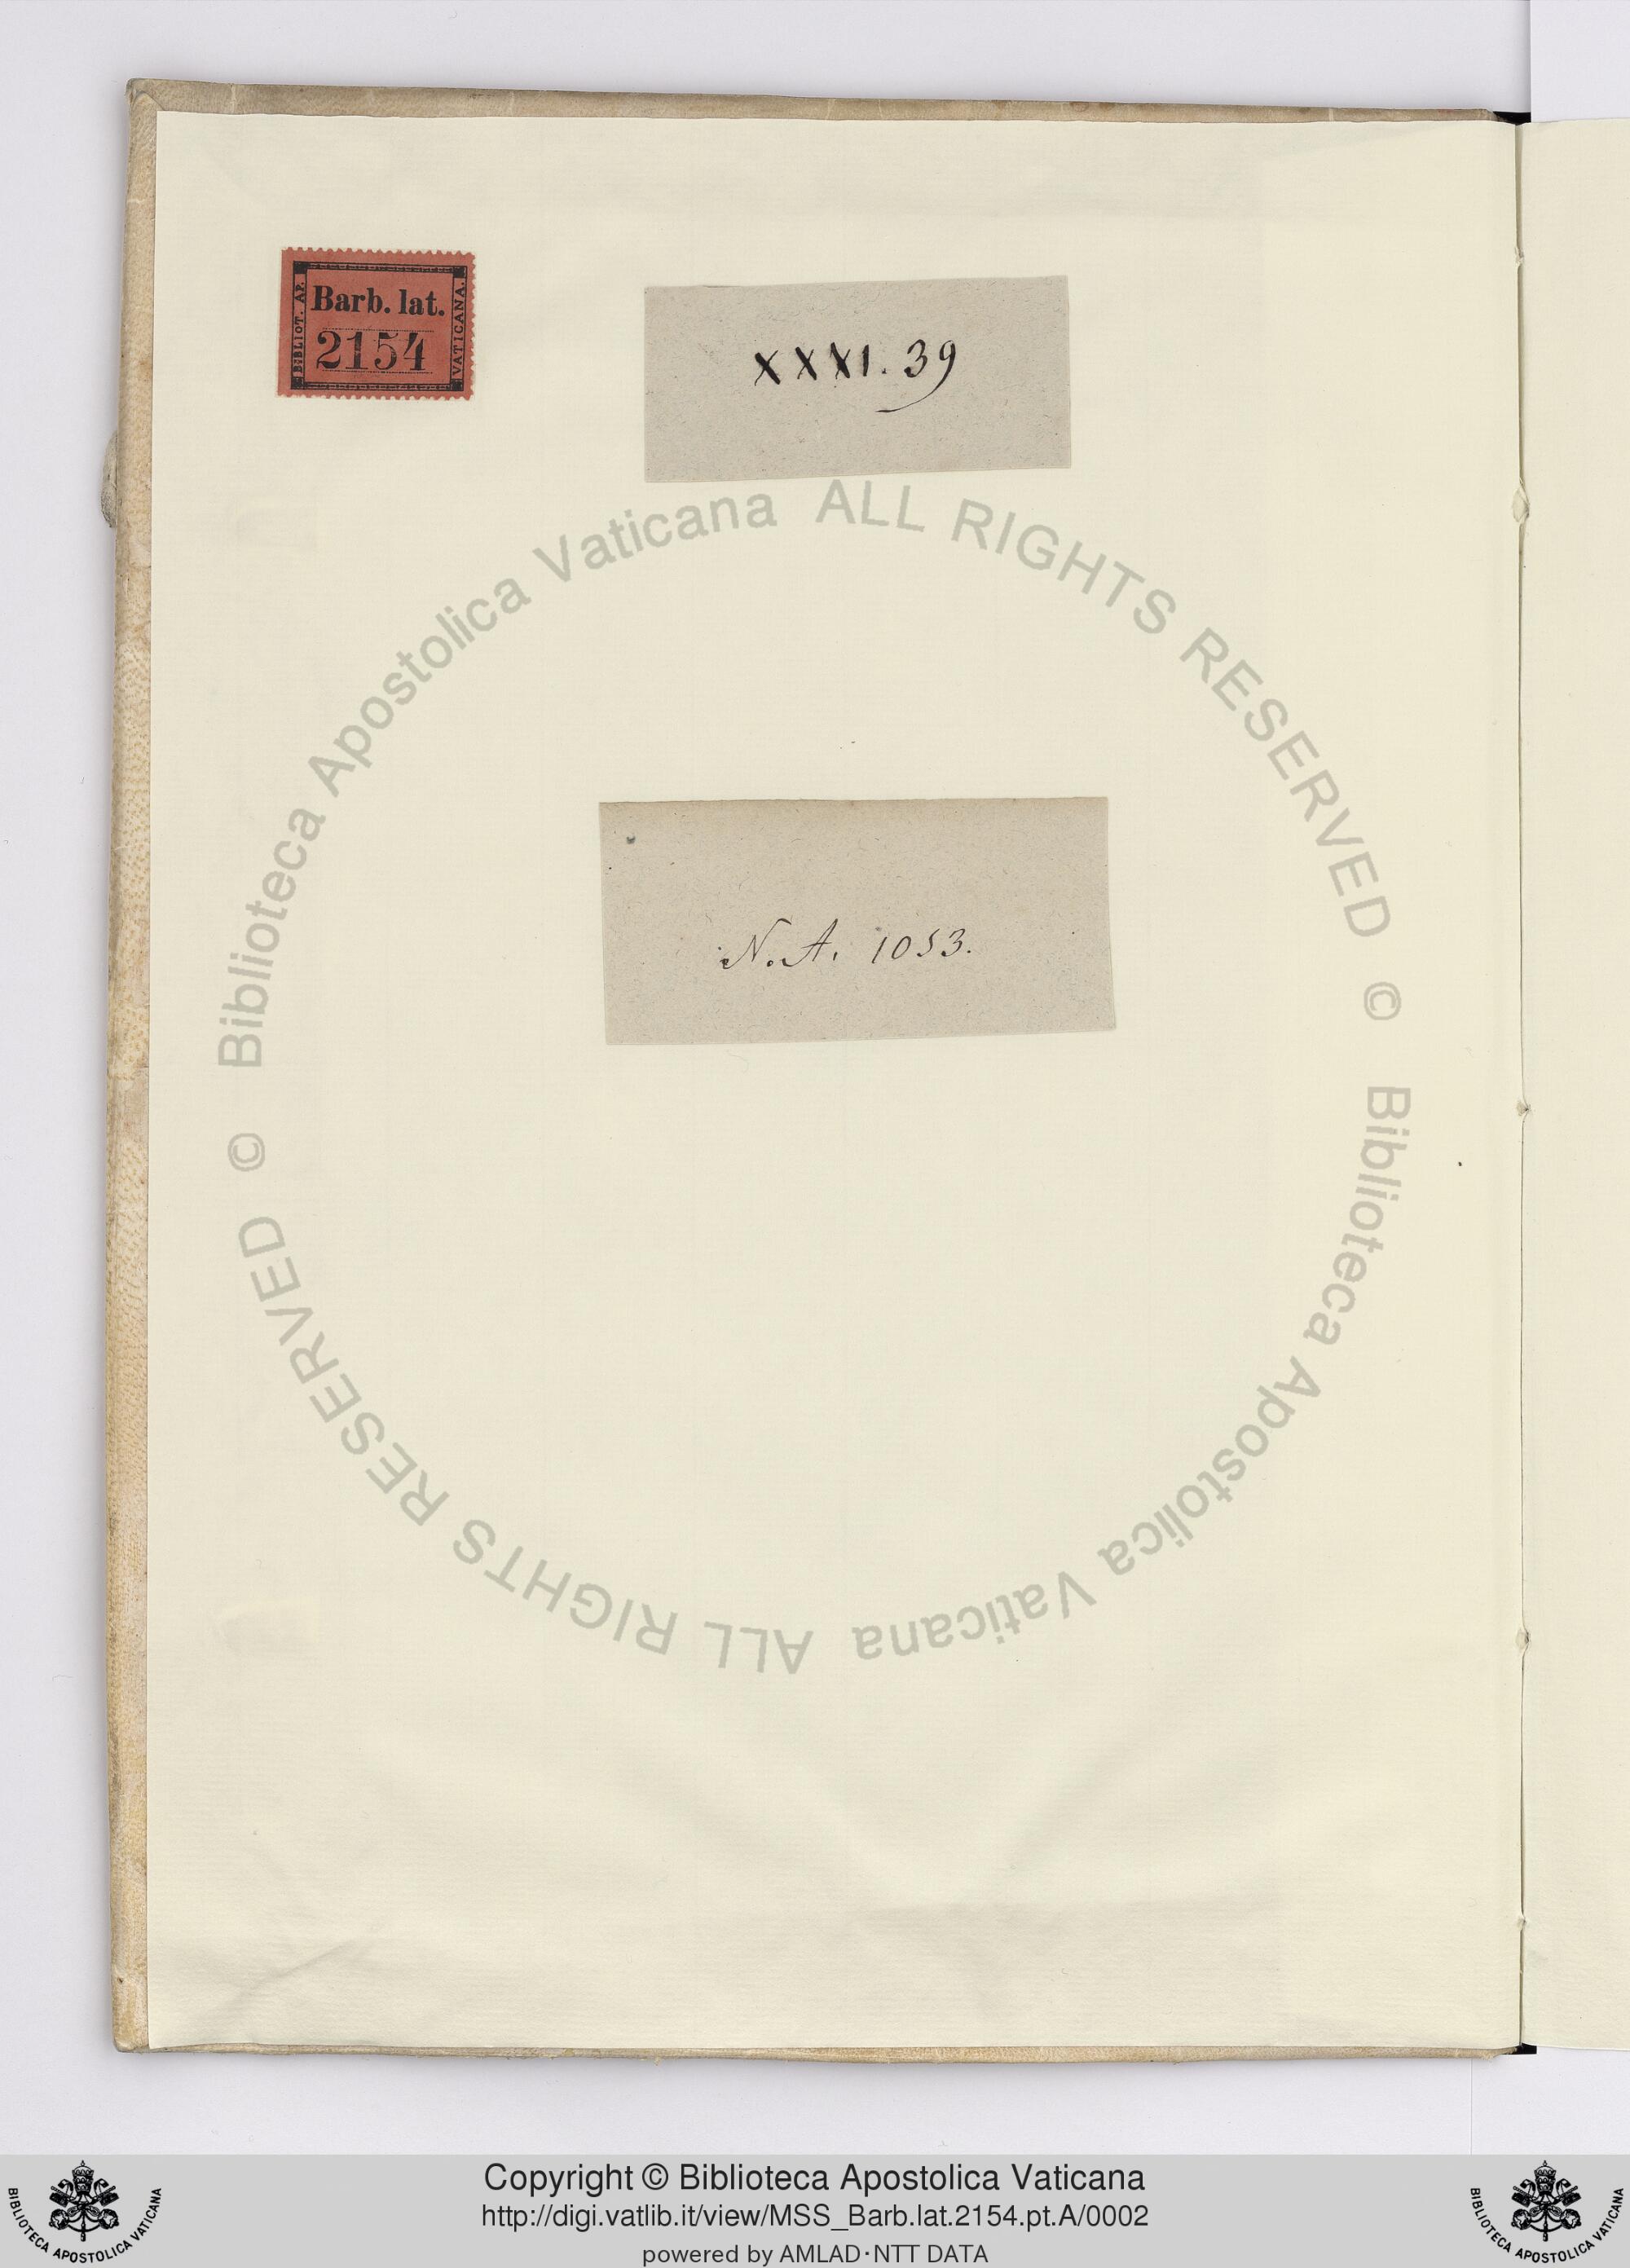 BIBLIOT. AP.
Barb. lat.
2154
VATICANA.
XXXI. 39
N. A. 1053.
© Biblioteca Apostolica Vaticana ALL RIGHTS RESERVED © Biblioteca Apostolica Vaticana ALL RIGHTS RESERVED
Copyright © Biblioteca Apostolica Vaticana
http://digi.vatlib.it/view/MSS_Barb.lat.2154.pt.A/0002
powered by AMLAD·NTT DATA
BIBLIOTECA APOSTOLICA VATICANA
BIBLIOTECA APOSTOLICA VATICANA